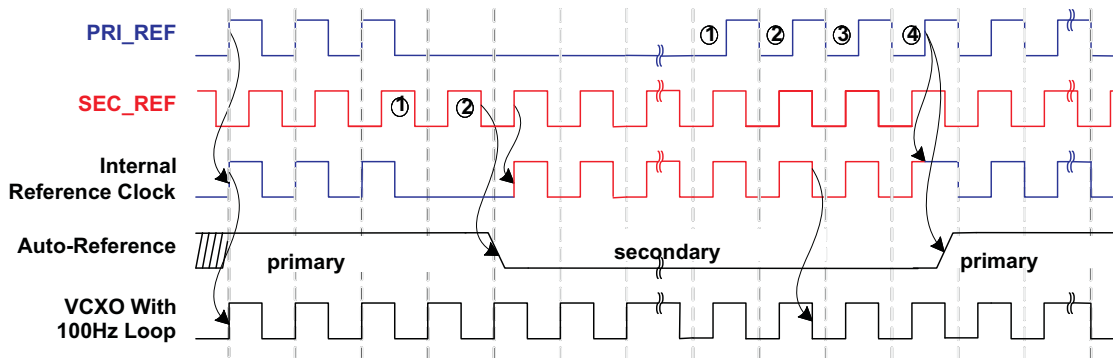 PRI_REF
1 2 3 4
SEC_REF
1 2
Internal
Reference Clock
Auto-Reference
primary
secondary
primary
VCXO With
100Hz Loop